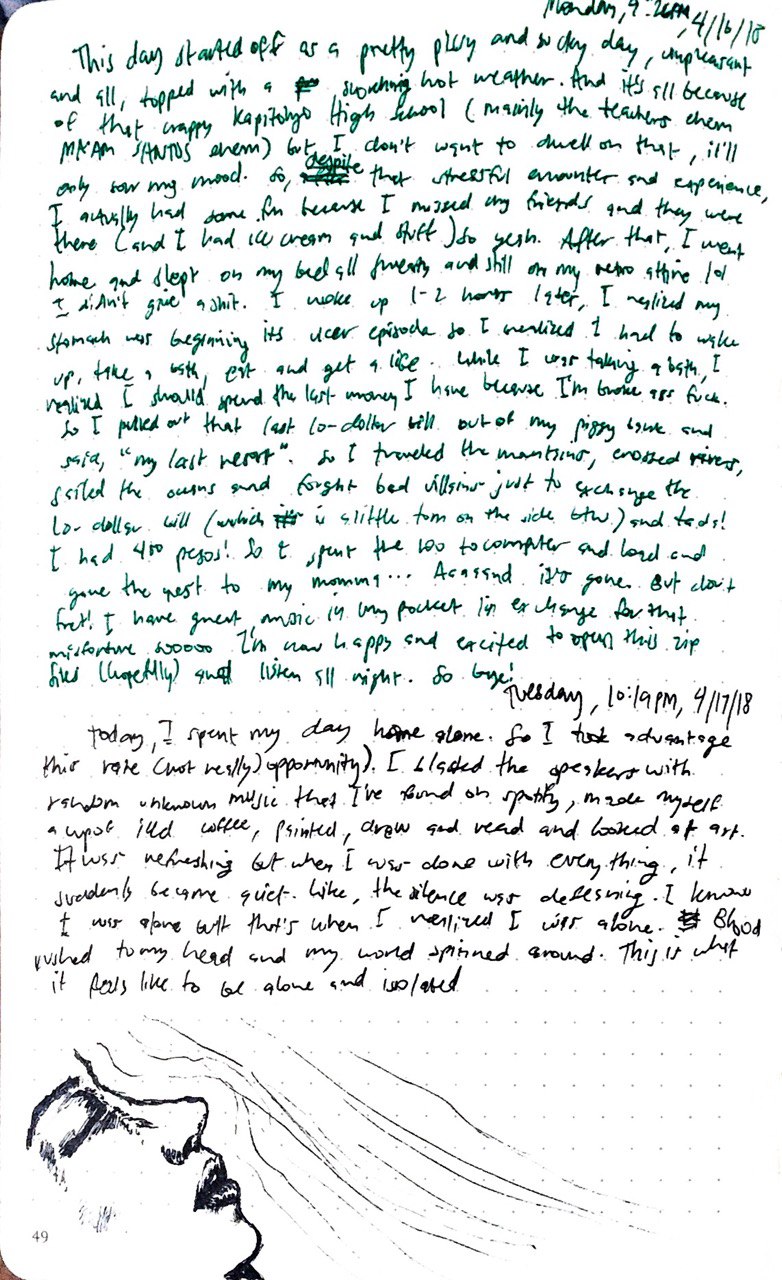 Monday, 9:26PM, 4/16/18
This day started off as a pretty pissy and sucky day, unpleasant
and all, topped with a scorching hot weather. And it's all because
of that crappy Kapitolyo High School (mainly the teachers ehem
MA'AM SANTOS ehem) but I don't want to dwell on that, it'll
only sour my mood. So, despite that stressful encounter and experience,
I actually had some fun because I missed my friends and they were
there (and I had ice cream and stuff) so yeah. After that, I went
home and slept on my bed all sweaty and still on my retro attire lol
I didn't give a shit. I woke up 1-2 hours later, I realized my
stomach was beginning its ulcer episode so I realized I had to wake
up, take a bath, eat and get a life. While I was taking a bath, I
realized I should spend the last money I have because I'm broke ass fuck.
So I pulled out that last 10-dollar bill out of my piggy bank and
said, "my last resort". So I traveled the mountains, crossed rivers,
sailed the oceans and fought bad villains just to exchange the
10-dollar bill (which is a little torn on the side btw.) and tada!
I had 400 pesos! So I spent the 100 to computer and load and
gave the rest to my mommy... Aaaaand it's gone. But don't
fret! I have great music in my pocket in exchange for that
misfortune sooooo I'm now happy and excited to open this zip
files (hopefully) and listen all night. So bye!
Tuesday, 10:19PM, 4/17/18
Today, I spent my day home alone. So I took advantage
this rare (not really) opportunity). I blasted the speakers with
random unknown music that I've found on spotify, made myself
a cup of iced coffee, painted, drew and read and looked at art.
It was refreshing but when I was done with everything, it
suddenly became quiet. Like, the silence was deafening. I know
I was alone but that's when I realized I was alone. Blood
rushed to my head and my world spinned around. This is what
it feels like to be alone and isolated
49